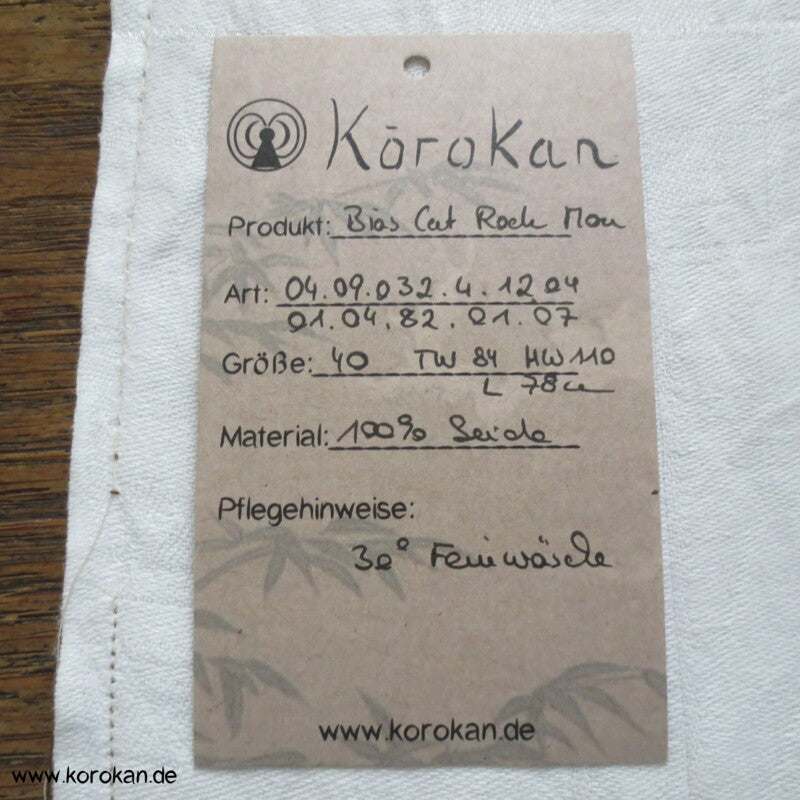 Kōrokan
Produkt: Bias Cut Rock Mon
Art: 04.09.032.4.12 04
01.04.82.01.07
Größe: 40 TW 84 HW 110
L 78cm
Material: 100% Seide
Pflegehinweise:
30° Feinwäsche
www.korokan.de
www.korokan.de